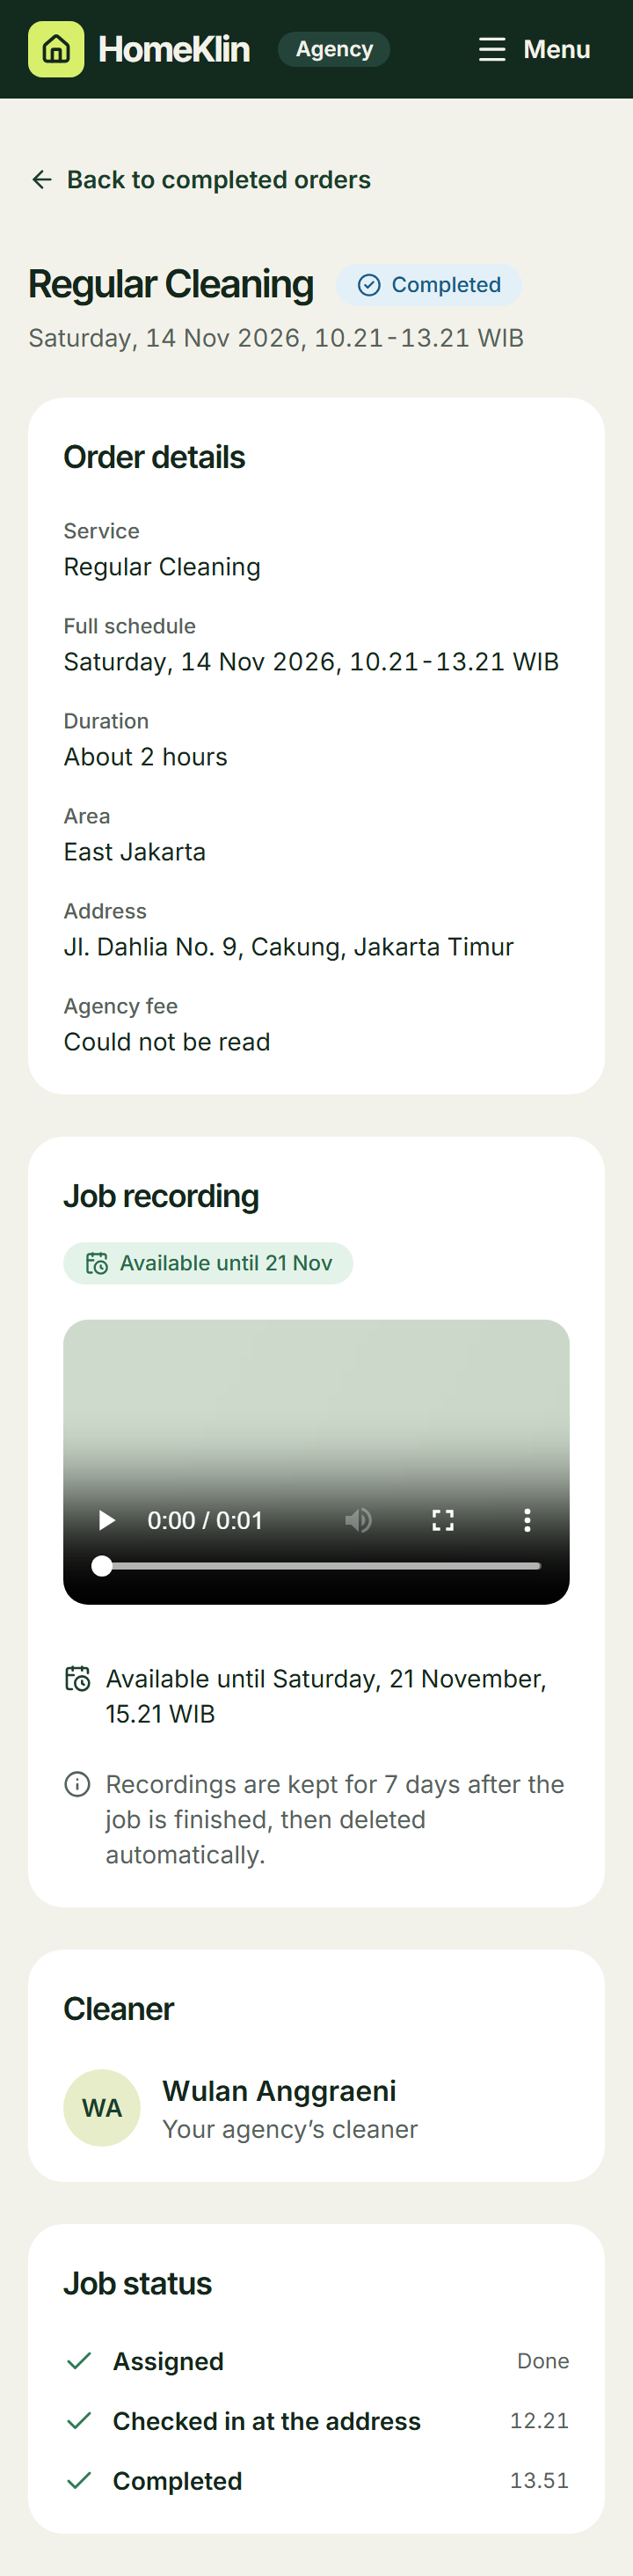 HomeKlin
Agency
Menu
Back to completed orders
Regular Cleaning
Completed
Saturday, 14 Nov 2026, 10.21-13.21 WIB
Order details
Service
Regular Cleaning
Full schedule
Saturday, 14 Nov 2026, 10.21-13.21 WIB
Duration
About 2 hours
Area
East Jakarta
Address
Jl. Dahlia No. 9, Cakung, Jakarta Timur
Agency fee
Could not be read
Job recording
Available until 21 Nov
0:00 / 0:01
Available until Saturday, 21 November,
15.21 WIB
Recordings are kept for 7 days after the
job is finished, then deleted
automatically.
Cleaner
WA
Wulan Anggraeni
Your agency’s cleaner
Job status
Assigned
Done
Checked in at the address
12.21
Completed
13.51